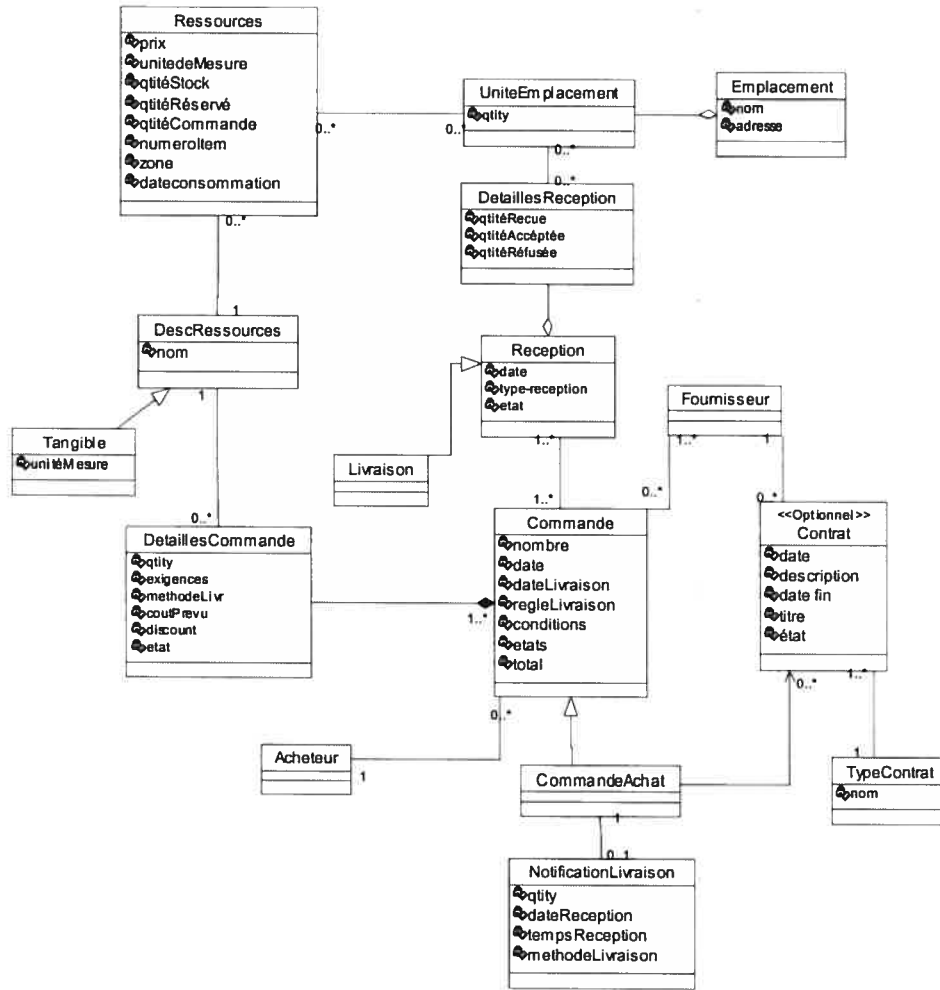 Ressources
prix
unitedeMesure
qtitéStock
qtitéRéservé
qtitéCommande
numeroItem
zone
dateconsommation
0..*
0..*
0..*
UniteEmplacement
qtity
0..*
Emplacement
nom
adresse
0..*
DetaillesReception
qtitéRecue
qtitéAccéptée
qtitéRéfusée
1
DescRessources
nom
1
Reception
date
type-reception
etat
1..*
Fournisseur
1..*
1
Tangible
unitéMesure
Livraison
0..*
1..*
0..*
0..*
DetaillesCommande
qtity
exigences
methodeLivr
coutPrevu
discount
etat
1..*
Commande
nombre
date
dateLivraison
regleLivraison
conditions
etats
total
0..*
<<Optionnel>>
Contrat
date
description
date fin
titre
état
0..*
1..*
Acheteur
1
CommandeAchat
1
1
TypeContrat
nom
0..1
NotificationLivraison
qtity
dateReception
tempsReception
methodeLivraison